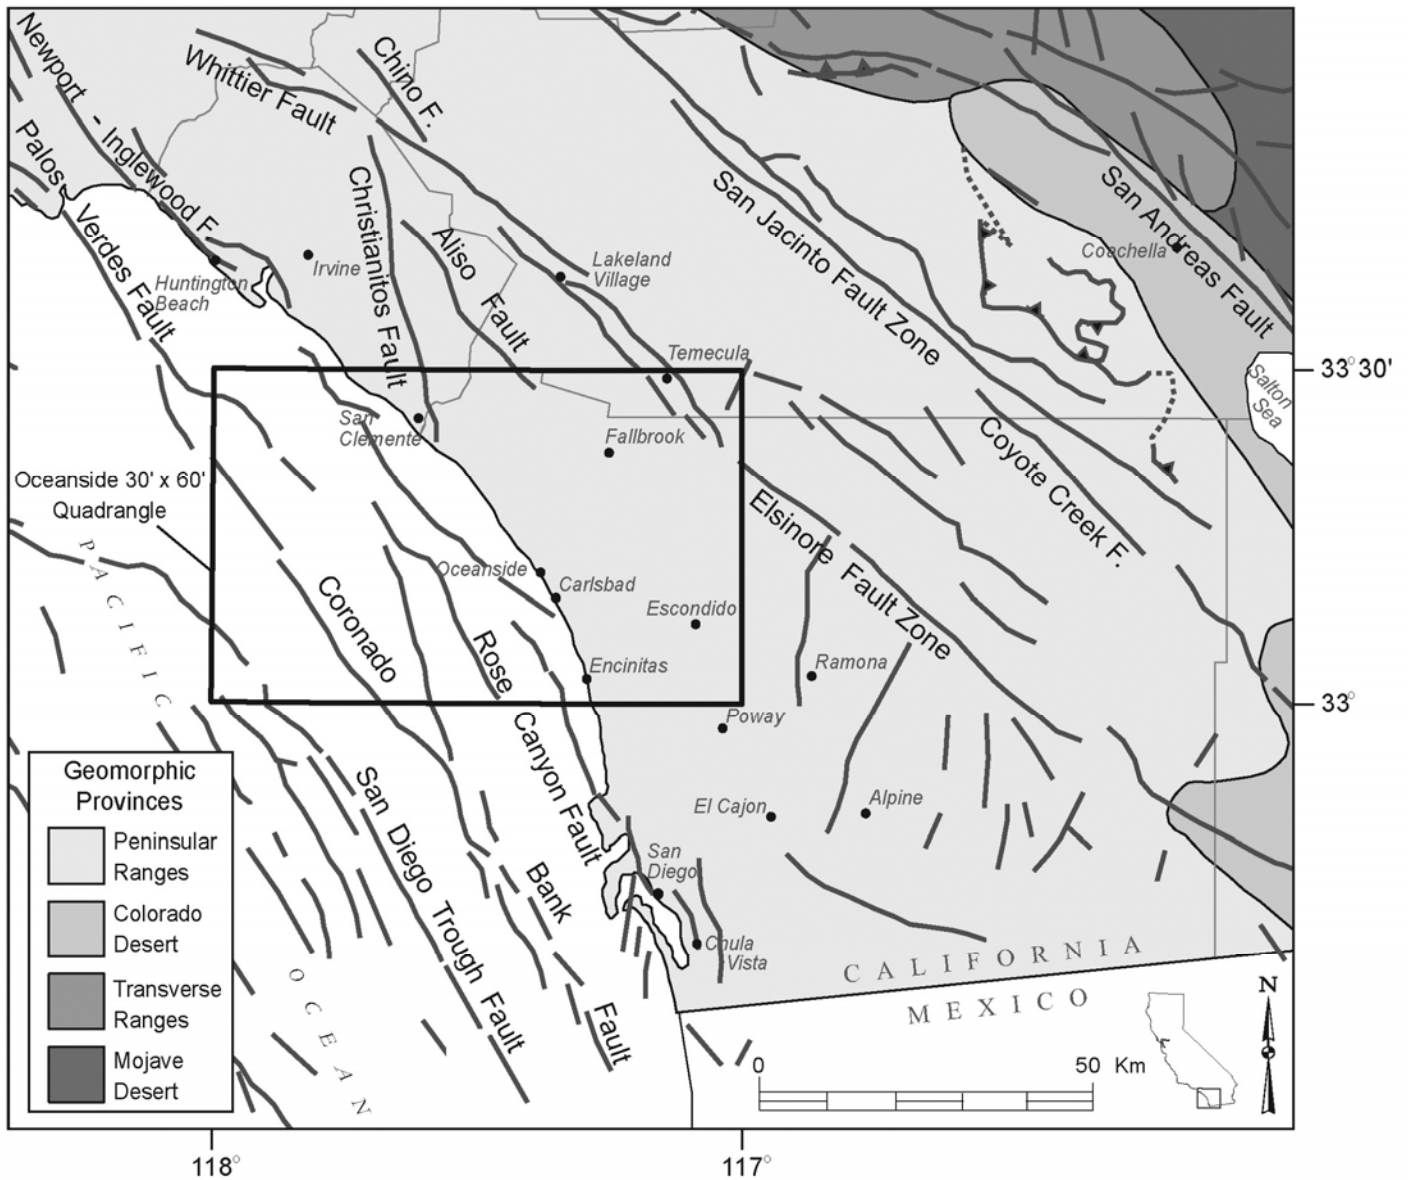 Newport - Inglewood F.
Whittier Fault
Chino F.
Palos Verdes Fault
Christianitos Fault
Aliso Fault
San Jacinto Fault Zone
San Andreas Fault
Coachella
Irvine
Huntington
Beach
Lakeland
Village
Temecula
33°30'
Salton
Sea
San
Clemente
Fallbrook
Coyote Creek F.
Elsinore Fault Zone
Oceanside 30' x 60'
Quadrangle
PACIFIC
OCEAN
Oceanside
Carlsbad
Escondido
Encinitas
Coronado Bank Fault
Rose Canyon Fault
Ramona
Poway
33°
San Diego Trough Fault
El Cajon
Alpine
San
Diego
Chula
Vista
Geomorphic
Provinces
Peninsular
Ranges
Colorado
Desert
Transverse
Ranges
Mojave
Desert
CALIFORNIA
MEXICO
N
0 50 Km
118° 117°